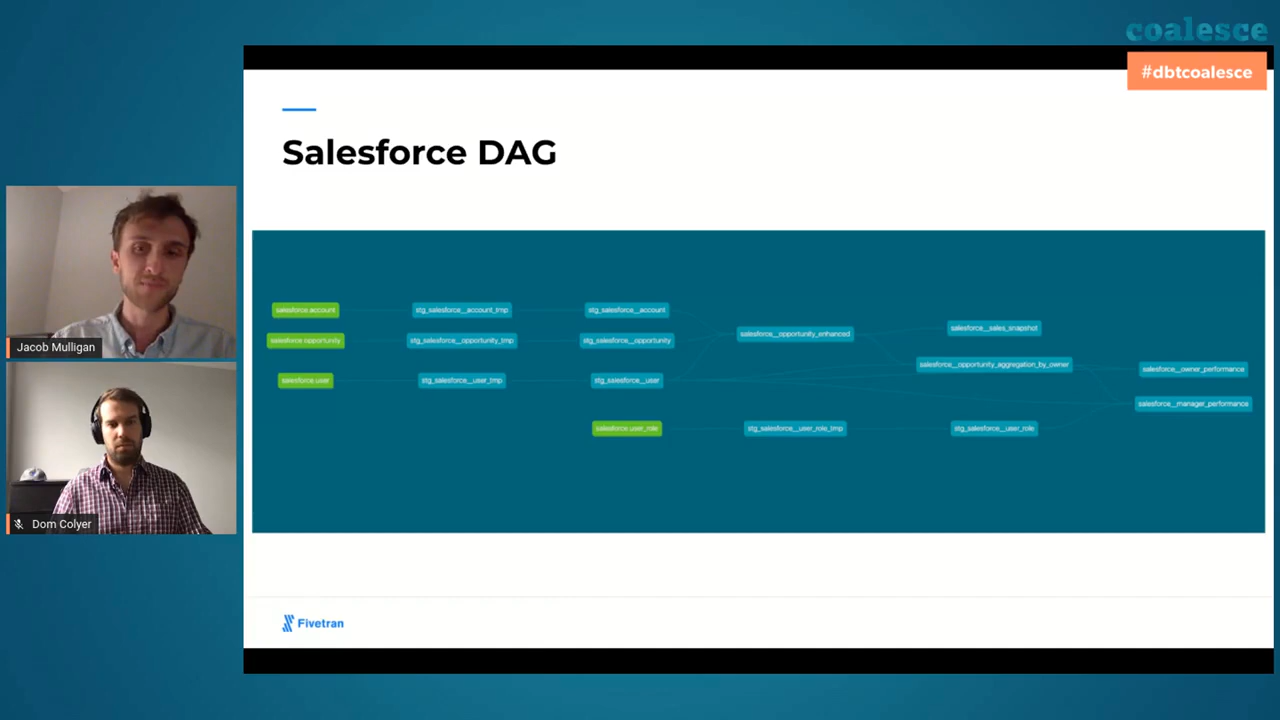 coalesce
#dbtcoalesce
Salesforce DAG
salesforce.account
stg_salesforce__account_tmp
stg_salesforce__account
salesforce.opportunity
stg_salesforce__opportunity_tmp
stg_salesforce__opportunity
salesforce__opportunity_enhanced
salesforce__sales_snapshot
salesforce.user
stg_salesforce__user_tmp
stg_salesforce__user
salesforce__opportunity_aggregation_by_owner
salesforce__owner_performance
salesforce__manager_performance
salesforce.user_role
stg_salesforce__user_role_tmp
stg_salesforce__user_role
Jacob Mulligan
Dom Colyer
Fivetran